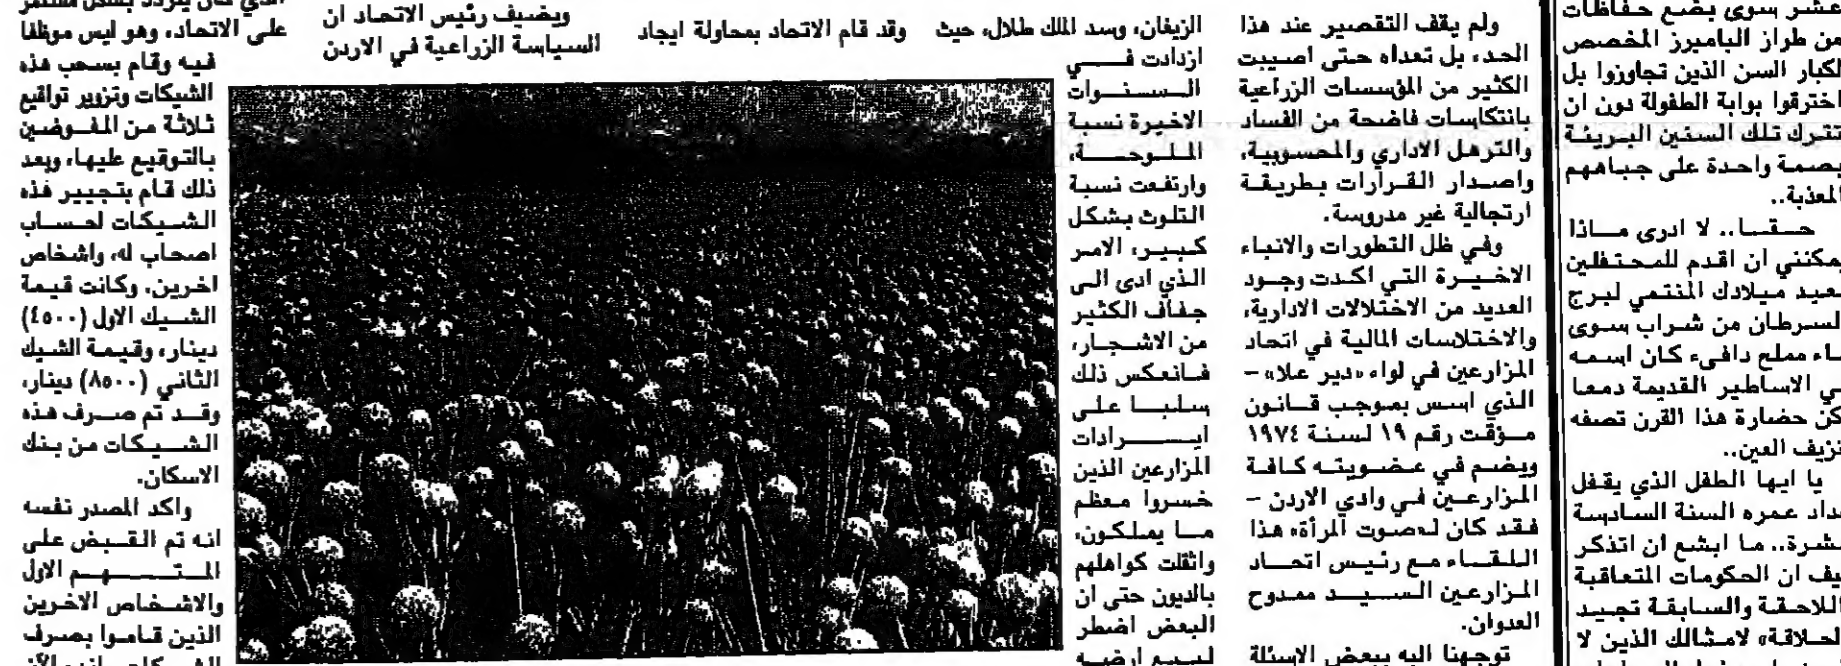 عشر سوى بضع حفاظات
من طراز البامبرز المخصص
لكبار السن الذين تجاوزوا بل
اخترقوا بوابة الطفولة دون ان
تترك تلك السنين البريئة
بصمة واحدة على جباههم
المعذبة..
حقا.. لا ادري ماذا
يمكنني ان اقدم للمحتفلين
بعيد ميلادك المنتمي لبرج
السرطان من شراب سوى
ماء مملح دافىء كان اسمه
في الاساطير القديمة دمعا
لكن حضارة هذا القرن تصفه
نزيف العين..
يا ايها الطفل الذي يقفل
عداد عمره السنة السادسة
عشرة.. ما ابشع ان اتذكر
كيف ان الحكومات المتعاقبة
اللاحقة والسابقة تجيد
«الحلاقة» لامثالك الذين لا
ولم يقف التقصير عند هذا
الحد، بل تعداه حتى اصيبت
الكثير من المؤسسات الزراعية
بانتكاسات فاضحة من الفساد
والترهل الاداري والمحسوبية،
واصدار القرارات بطريقة
ارتجالية غير مدروسة.
وفي ظل التطورات والانباء
الاخيرة التي اكدت وجود
العديد من الاختلالات الادارية،
والاختلاسات المالية في اتحاد
المزارعين في لواء «دير علا» –
الذي اسس بموجب قانون
مؤقت رقم ١٩ لسنة ١٩٧٤
ويضم في عضويته كافة
المزارعين في وادي الاردن –
فقد كان لـ«صوت المرأة» هذا
اللقاء مع رئيس اتحاد
المزارعين السيد ممدوح
العدوان.
توجهنا اليه ببعض الاسئلة
الزيغان، وسد الملك طلال، حيث
ازدادت في
السنوات
الاخيرة نسبة
الملوحة،
وارتفعت نسبة
التلوث بشكل
كبير، الامر
الذي ادى الى
جفاف الكثير
من الاشجار،
فانعكس ذلك
سلبا على
ايرادات
المزارعين الذين
خسروا معظم
ما يملكون،
واثقلت كواهلهم
بالديون حتى ان
البعض اضطر
لبيع ارضه
وقد قام الاتحاد بمحاولة ايجاد
ويضيف رئيس الاتحاد ان
السياسة الزراعية في الاردن
الذي كان يتردد بشكل مستمر
على الاتحاد، وهو ليس موظفا
فيه وقام بسحب هذه
الشيكات وتزوير تواقيع
ثلاثة من المفوضين
بالتوقيع عليها، وبعد
ذلك قام بتجيير هذه
الشيكات لحساب
اصحاب له، واشخاص
اخرين. وكانت قيمة
الشيك الاول (٤٥٠٠)
دينار، وقيمة الشيك
الثاني (٨٥٠٠) دينار،
وقد تم صرف هذه
الشيكات من بنك
الاسكان.
واكد المصدر نفسه
انه تم القبض على
المتهم الاول
والاشخاص الاخرين
الذين قاموا بصرف